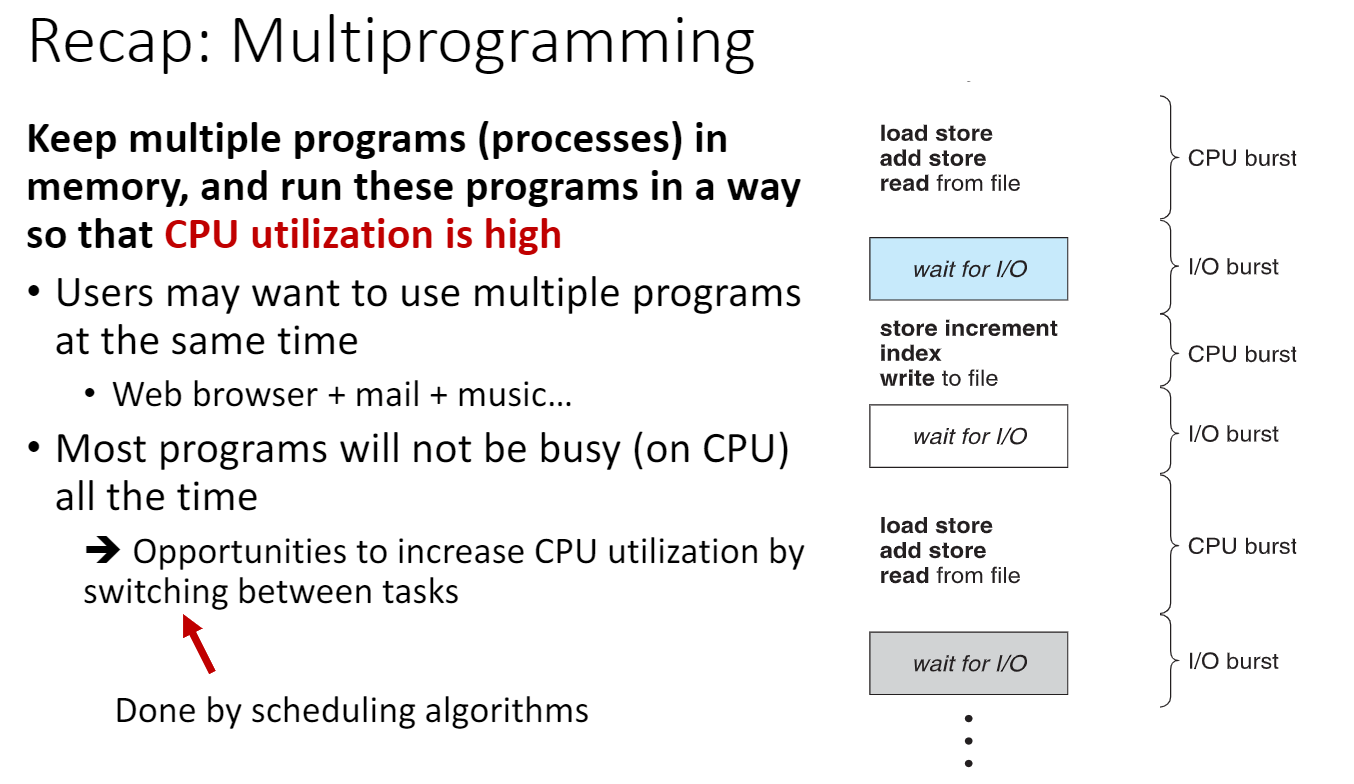 Recap: Multiprogramming
Keep multiple programs (processes) in
memory, and run these programs in a way
so that CPU utilization is high
• Users may want to use multiple programs
at the same time
• Web browser + mail + music…
• Most programs will not be busy (on CPU)
all the time
➔ Opportunities to increase CPU utilization by
switching between tasks
Done by scheduling algorithms
load store
add store
read from file
CPU burst
wait for I/O
I/O burst
store increment
index
write to file
CPU burst
wait for I/O
I/O burst
load store
add store
read from file
CPU burst
wait for I/O
I/O burst